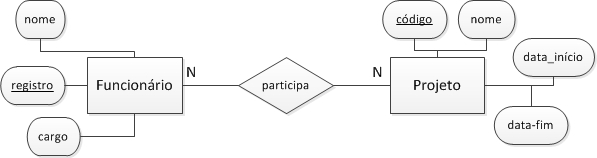 nome
código
nome
Funcionário
N
participa
N
Projeto
data_início
registro
cargo
data-fim